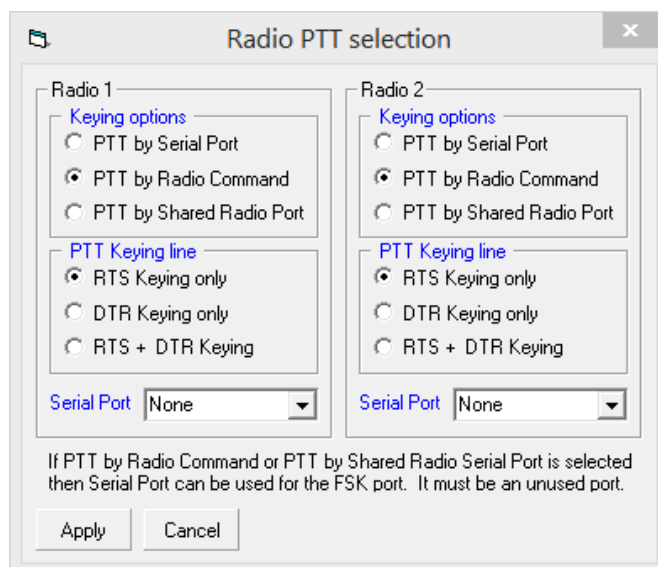 Radio PTT selection
Radio 1
Keying options
PTT by Serial Port
PTT by Radio Command
PTT by Shared Radio Port
PTT Keying line
RTS Keying only
DTR Keying only
RTS + DTR Keying
Serial Port None
Radio 2
Keying options
PTT by Serial Port
PTT by Radio Command
PTT by Shared Radio Port
PTT Keying line
RTS Keying only
DTR Keying only
RTS + DTR Keying
Serial Port None
If PTT by Radio Command or PTT by Shared Radio Serial Port is selected
then Serial Port can be used for the FSK port. It must be an unused port.
Apply Cancel